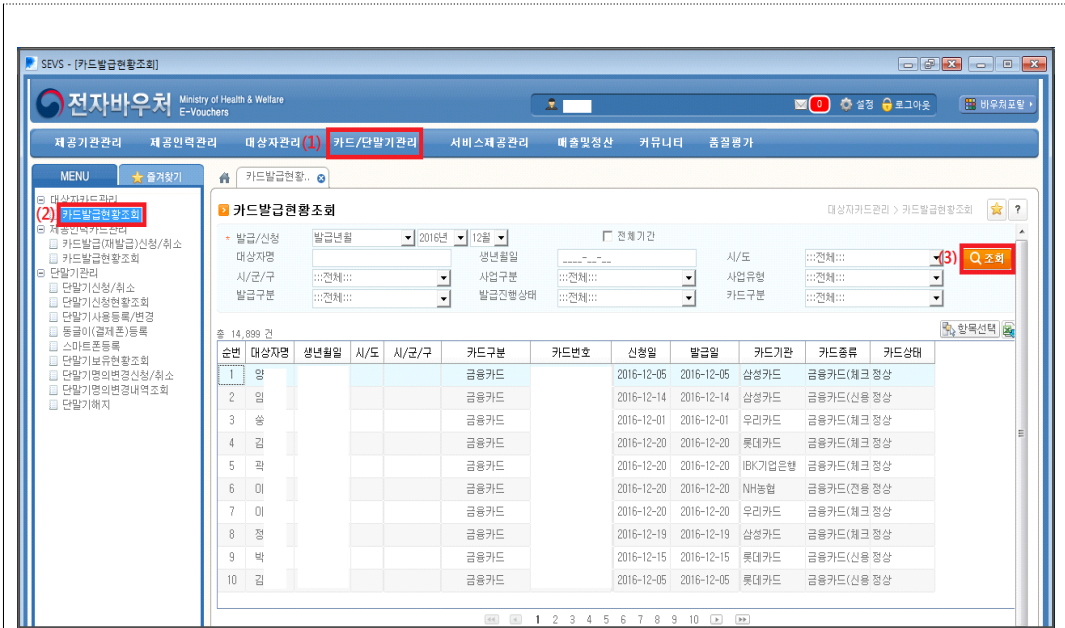 SEVS - [카드발급현황조회]
전자바우처 Ministry of Health & Welfare E-Vouchers
0 설정 로그아웃 바우처포탈
제공기관관리 제공인력관리 대상자관리 (1) 카드/단말기관리 서비스제공관리 매출및정산 커뮤니티 품질평가
MENU 즐겨찾기
카드발급현황..
대상자카드관리
(2) 카드발급현황조회
제공인력카드관리
카드발급(재발급)신청/취소
카드발급현황조회
단말기관리
단말기신청/취소
단말기신청현황조회
단말기사용등록/변경
동글이(결제폰)등록
스마트폰등록
단말기보유현황조회
단말기명의변경신청/취소
단말기명의변경내역조회
단말기해지
카드발급현황조회
대상자카드관리 > 카드발급현황조회 ?
발급/신청 발급년월 2016년 12월 전체기간
대상자명 생년월일 ____-__-__ 시/도 :::전체::: (3) 조회
시/군/구 :::전체::: 사업구분 :::전체::: 사업유형 :::전체:::
발급구분 :::전체::: 발급진행상태 :::전체::: 카드구분 :::전체:::
총 14,899 건 항목선택
순번 대상자명 생년월일 시/도 시/군/구 카드구분 카드번호 신청일 발급일 카드기관 카드종류 카드상태
1 양 금융카드 2016-12-05 2016-12-05 삼성카드 금융카드(체크 정상
2 임 금융카드 2016-12-14 2016-12-14 삼성카드 금융카드(신용 정상
3 송 금융카드 2016-12-01 2016-12-01 우리카드 금융카드(체크 정상
4 김 금융카드 2016-12-20 2016-12-20 롯데카드 금융카드(체크 정상
5 곽 금융카드 2016-12-20 2016-12-20 IBK기업은행 금융카드(체크 정상
6 이 금융카드 2016-12-20 2016-12-20 NH농협 금융카드(전용 정상
7 이 금융카드 2016-12-20 2016-12-20 우리카드 금융카드(체크 정상
8 정 금융카드 2016-12-19 2016-12-19 삼성카드 금융카드(체크 정상
9 박 금융카드 2016-12-15 2016-12-15 롯데카드 금융카드(신용 정상
10 김 금융카드 2016-12-05 2016-12-05 롯데카드 금융카드(신용 정상
1 2 3 4 5 6 7 8 9 10